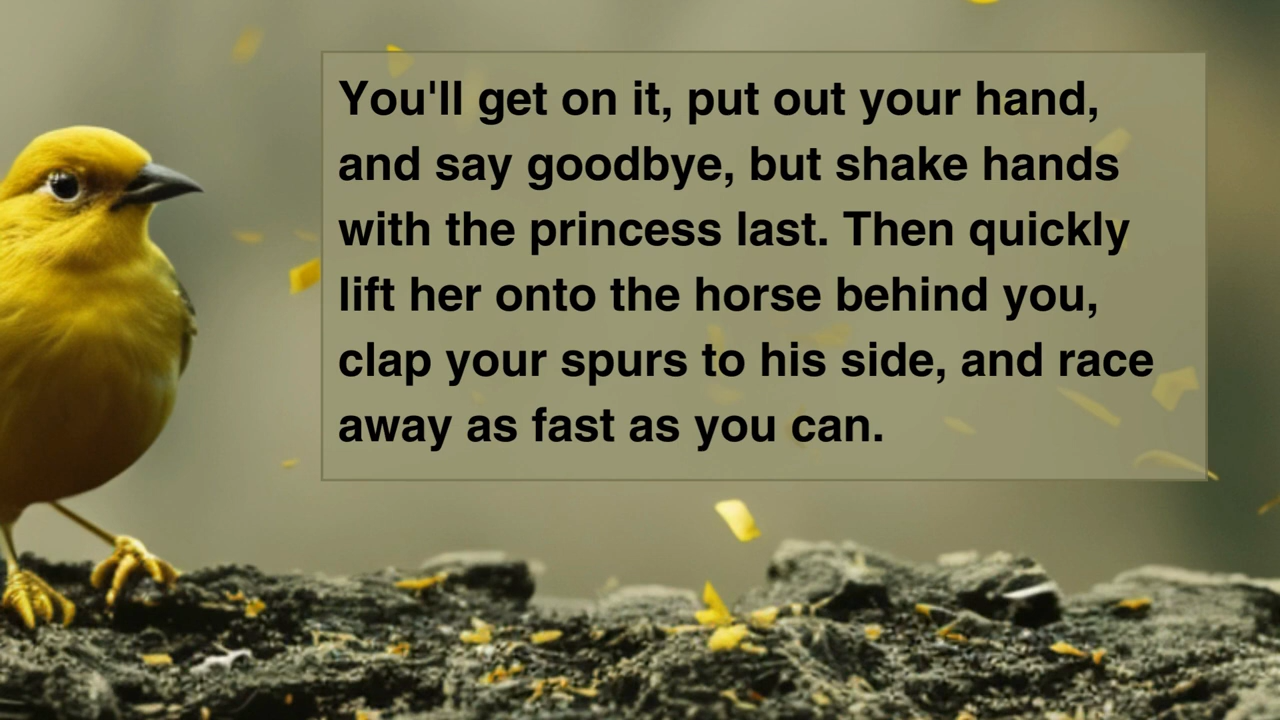 You'll get on it, put out your hand,
and say goodbye, but shake hands
with the princess last. Then quickly
lift her onto the horse behind you,
clap your spurs to his side, and race
away as fast as you can.